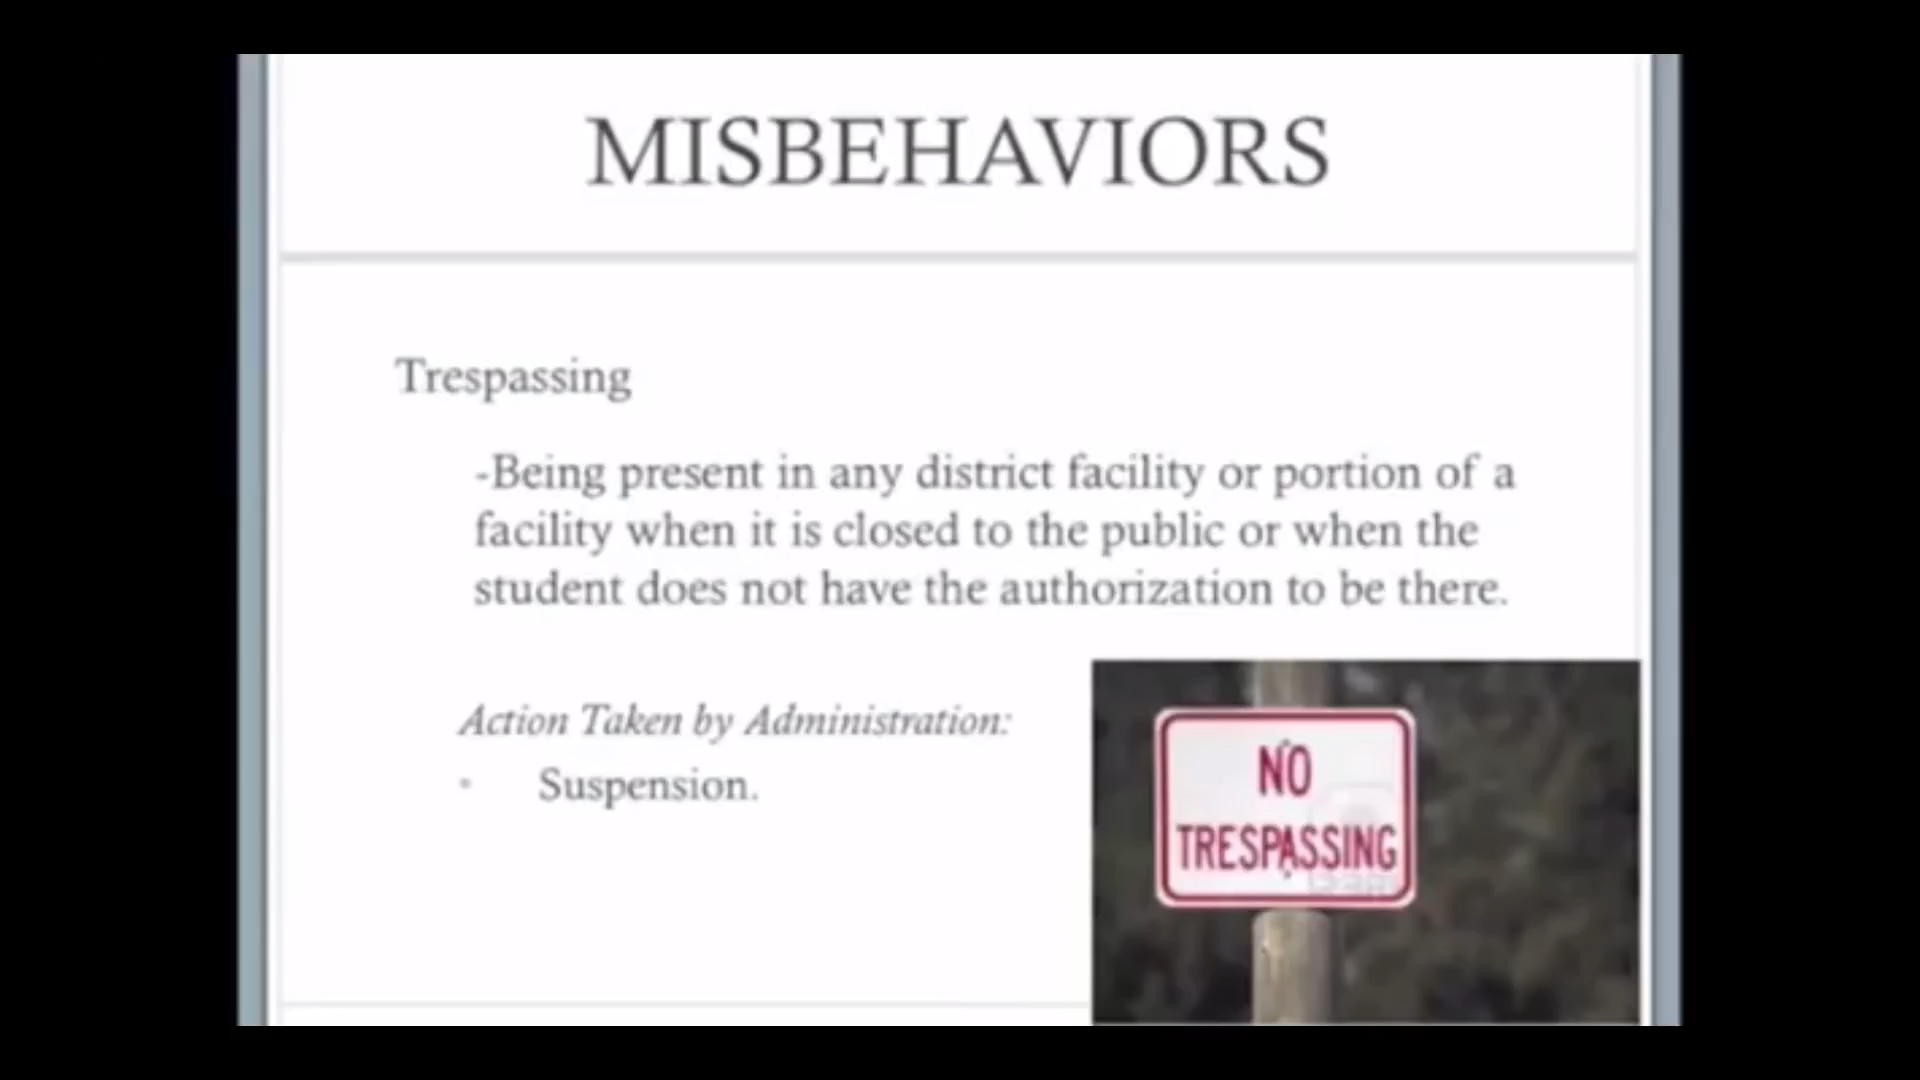 MISBEHAVIORS
Trespassing
-Being present in any district facility or portion of a
facility when it is closed to the public or when the
student does not have the authorization to be there.
Action Taken by Administration:
• Suspension.
NO
TRESPASSING